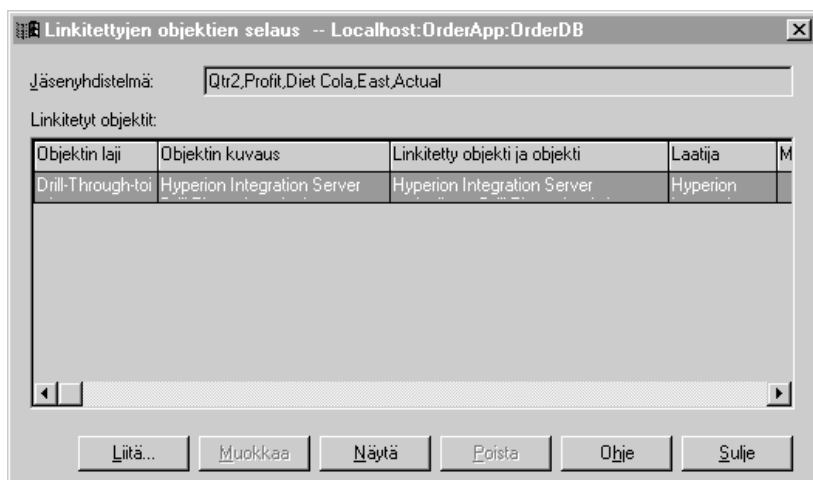 Linkitettyjen objektien selaus -- Localhost:OrderApp:OrderDB
Jäsenyhdistelmä: Qtr2,Profit,Diet Cola,East,Actual
Linkitetyt objektit:
Objektin laji Objektin kuvaus Linkitetty objekti ja objekti Laatija M
Drill-Through-toi Hyperion Integration Server Hyperion Integration Server Hyperion
Liitä... Muokkaa Näytä Poista Ohje Sulje